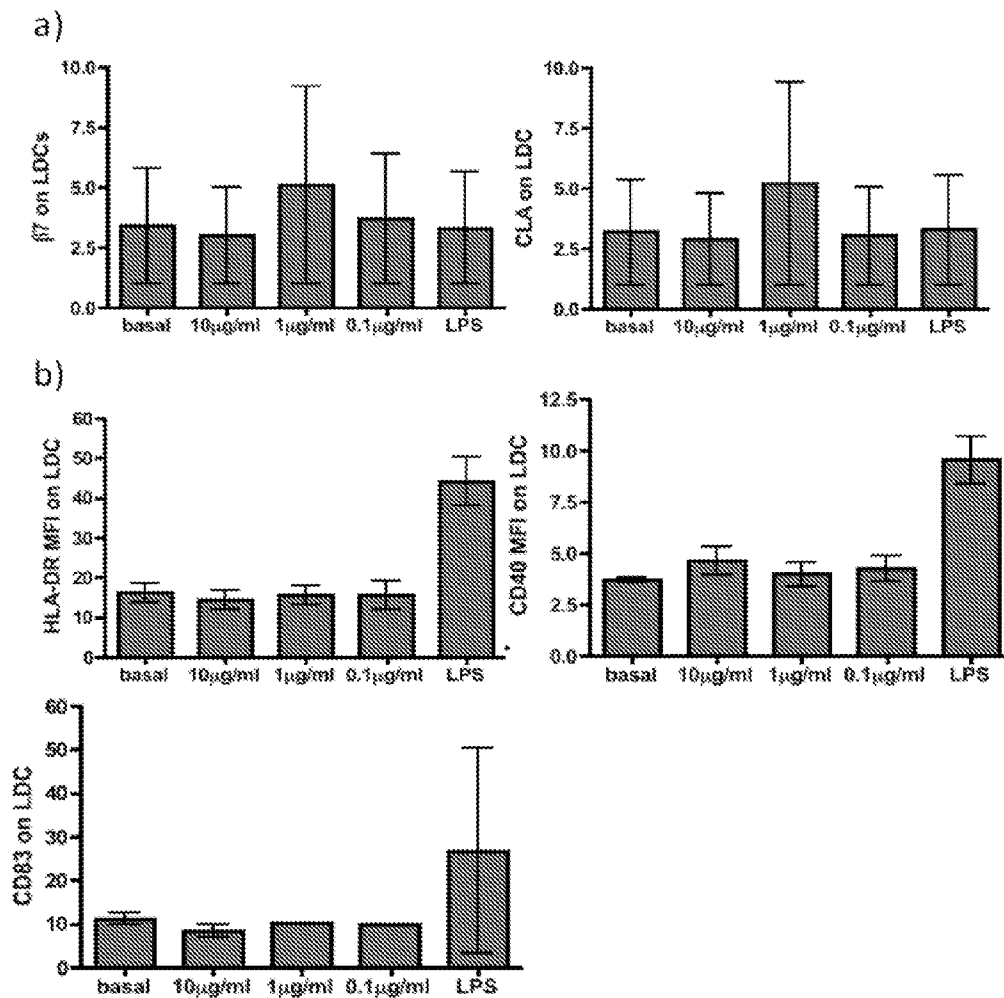 a)
β7 on LDCs
10.0
7.5
5.0
2.5
0.0
basal 10µg/ml 1µg/ml 0.1µg/ml LPS
CLA on LDC
10.0
7.5
5.0
2.5
0.0
basal 10µg/ml 1µg/ml 0.1µg/ml LPS
b)
HLA-DR MFI on LDC
60
50
40
30
20
10
0
basal 10µg/ml 1µg/ml 0.1µg/ml LPS
CD40 MFI on LDC
12.5
10.0
7.5
5.0
2.5
0.0
basal 10µg/ml 1µg/ml 0.1µg/ml LPS
CD83 on LDC
60
50
40
30
20
10
0
basal 10µg/ml 1µg/ml 0.1µg/ml LPS